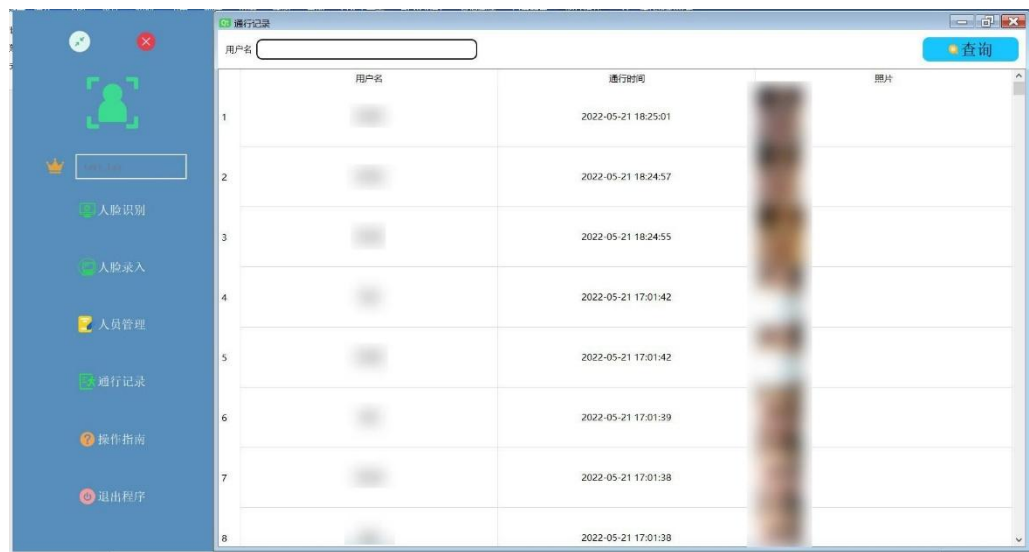 通行记录
用户名
查询
用户名 通行时间 照片
1 2022-05-21 18:25:01
2 2022-05-21 18:24:57
3 2022-05-21 18:24:55
4 2022-05-21 17:01:42
5 2022-05-21 17:01:42
6 2022-05-21 17:01:39
7 2022-05-21 17:01:38
8 2022-05-21 17:01:38
人脸识别
人脸录入
人员管理
通行记录
操作指南
退出程序